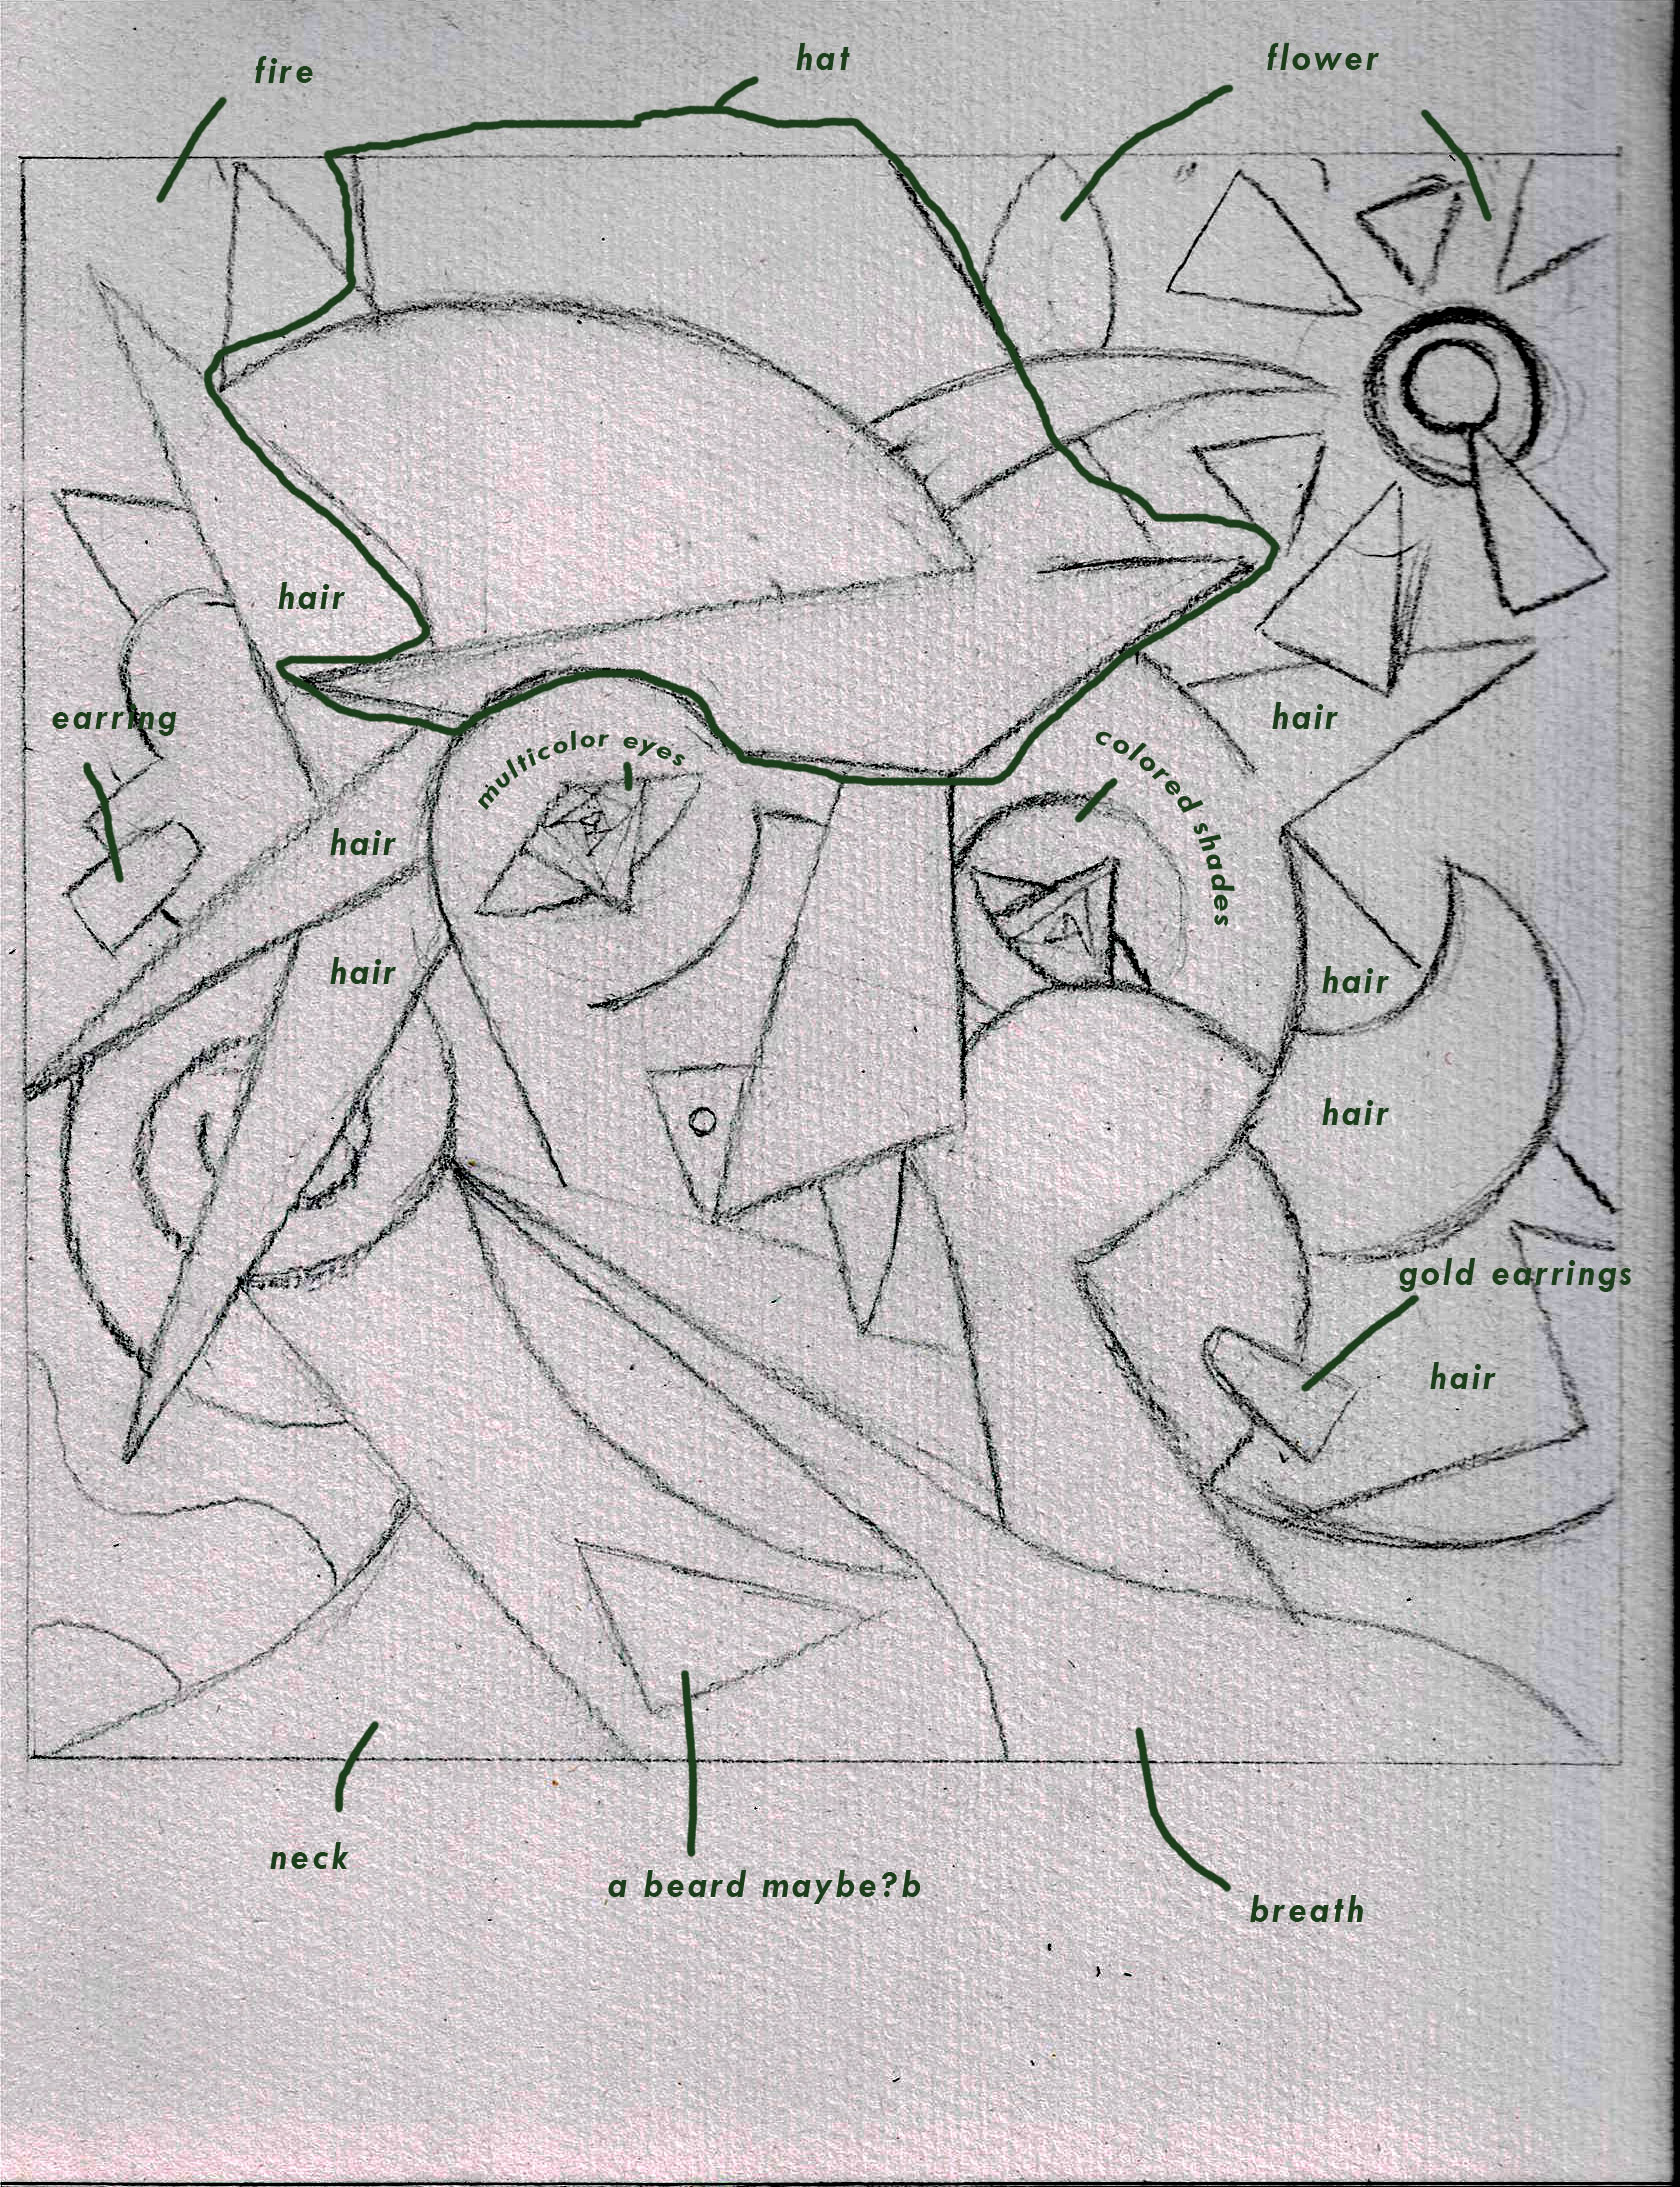 fire
hat
flower
hair
earring
hair
multicolor eyes
colored shades
hair
hair
hair
hair
gold earrings
hair
neck
a beard maybe?b
breath